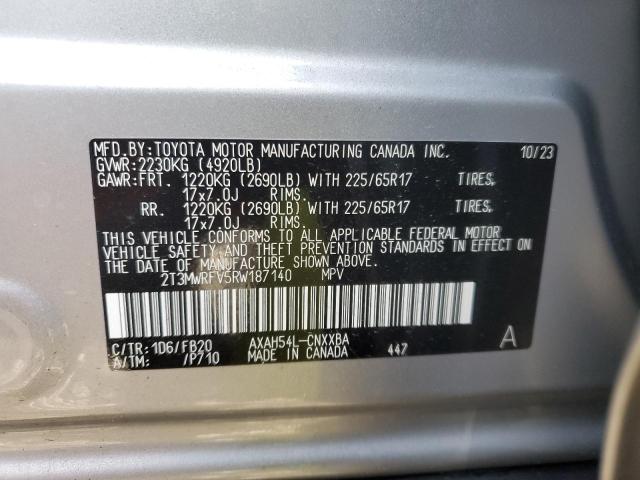 MFD.BY:TOYOTA MOTOR MANUFACTURING CANADA INC. 10/23
GVWR:2230KG (4920LB)
GAWR:FRT. 1220KG (2690LB) WITH 225/65R17 TIRES,
17x7.0J RIMS.
RR. 1220KG (2690LB) WITH 225/65R17 TIRES,
17x7.0J RIMS.
THIS VEHICLE CONFORMS TO ALL APPLICABLE FEDERAL MOTOR
VEHICLE SAFETY AND THEFT PREVENTION STANDARDS IN EFFECT ON
THE DATE OF MANUFACTURE SHOWN ABOVE.
2T3MWRFV5RW187140 MPV
C/TR:1D6/FB20 AXAH54L-CNXXBA 447 A
A/TM: /P710 MADE IN CANADA